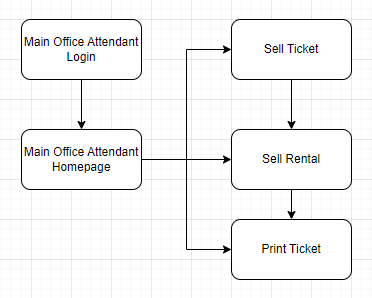 Main Office Attendant
Login
Sell Ticket
Main Office Attendant
Homepage
Sell Rental
Print Ticket